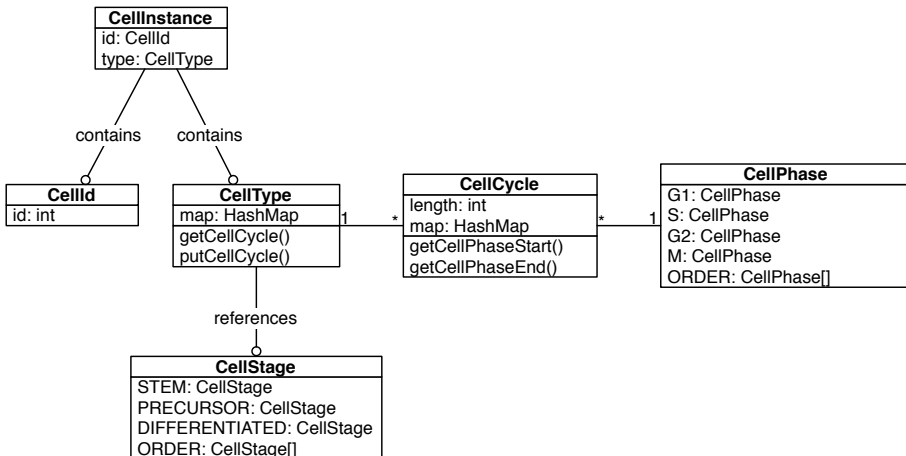 CellInstance
id: CellId
type: CellType
contains
contains
CellId
id: int
CellType
map: HashMap
getCellCycle()
putCellCycle()
1
*
CellCycle
length: int
map: HashMap
getCellPhaseStart()
getCellPhaseEnd()
*
1
CellPhase
G1: CellPhase
S: CellPhase
G2: CellPhase
M: CellPhase
ORDER: CellPhase[]
references
CellStage
STEM: CellStage
PRECURSOR: CellStage
DIFFERENTIATED: CellStage
ORDER: CellStage[]